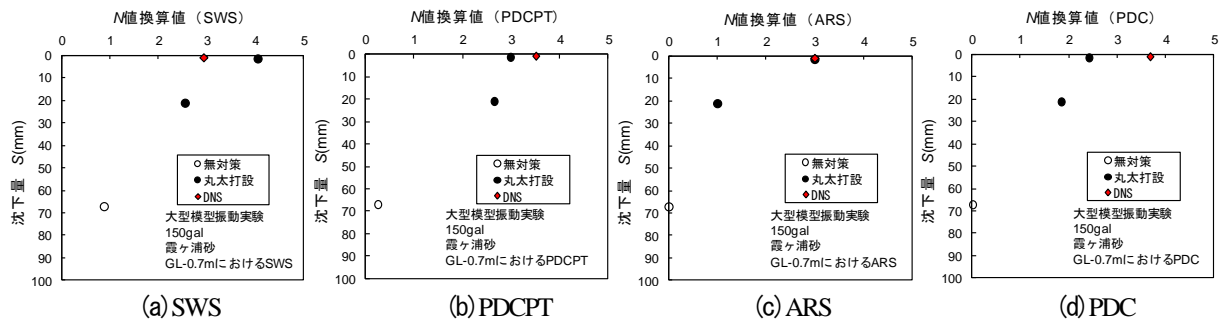 N値換算値（SWS）
0 1 2 3 4 5
0
10
20
30
40
50
60
70
80
90
100
沈下量 S(mm)
無対策
丸太打設
DNS
大型模型振動実験
150gal
霞ヶ浦砂
GL-0.7mにおけるSWS
(a)SWS
N値換算値（PDCPT）
0 1 2 3 4 5
0
10
20
30
40
50
60
70
80
90
100
沈下量 S(mm)
無対策
丸太打設
DNS
大型模型振動実験
150gal
霞ヶ浦砂
GL-0.7mにおけるPDCPT
(b)PDCPT
N値換算値（ARS）
0 1 2 3 4 5
0
10
20
30
40
50
60
70
80
90
100
沈下量 S(mm)
無対策
丸太打設
DNS
大型模型振動実験
150gal
霞ヶ浦砂
GL-0.7mにおけるARS
(c)ARS
N値換算値（PDC）
0 1 2 3 4 5
0
10
20
30
40
50
60
70
80
90
100
沈下量 S(mm)
無対策
丸太打設
DNS
大型模型振動実験
150gal
霞ヶ浦砂
GL-0.7mにおけるPDC
(d)PDC